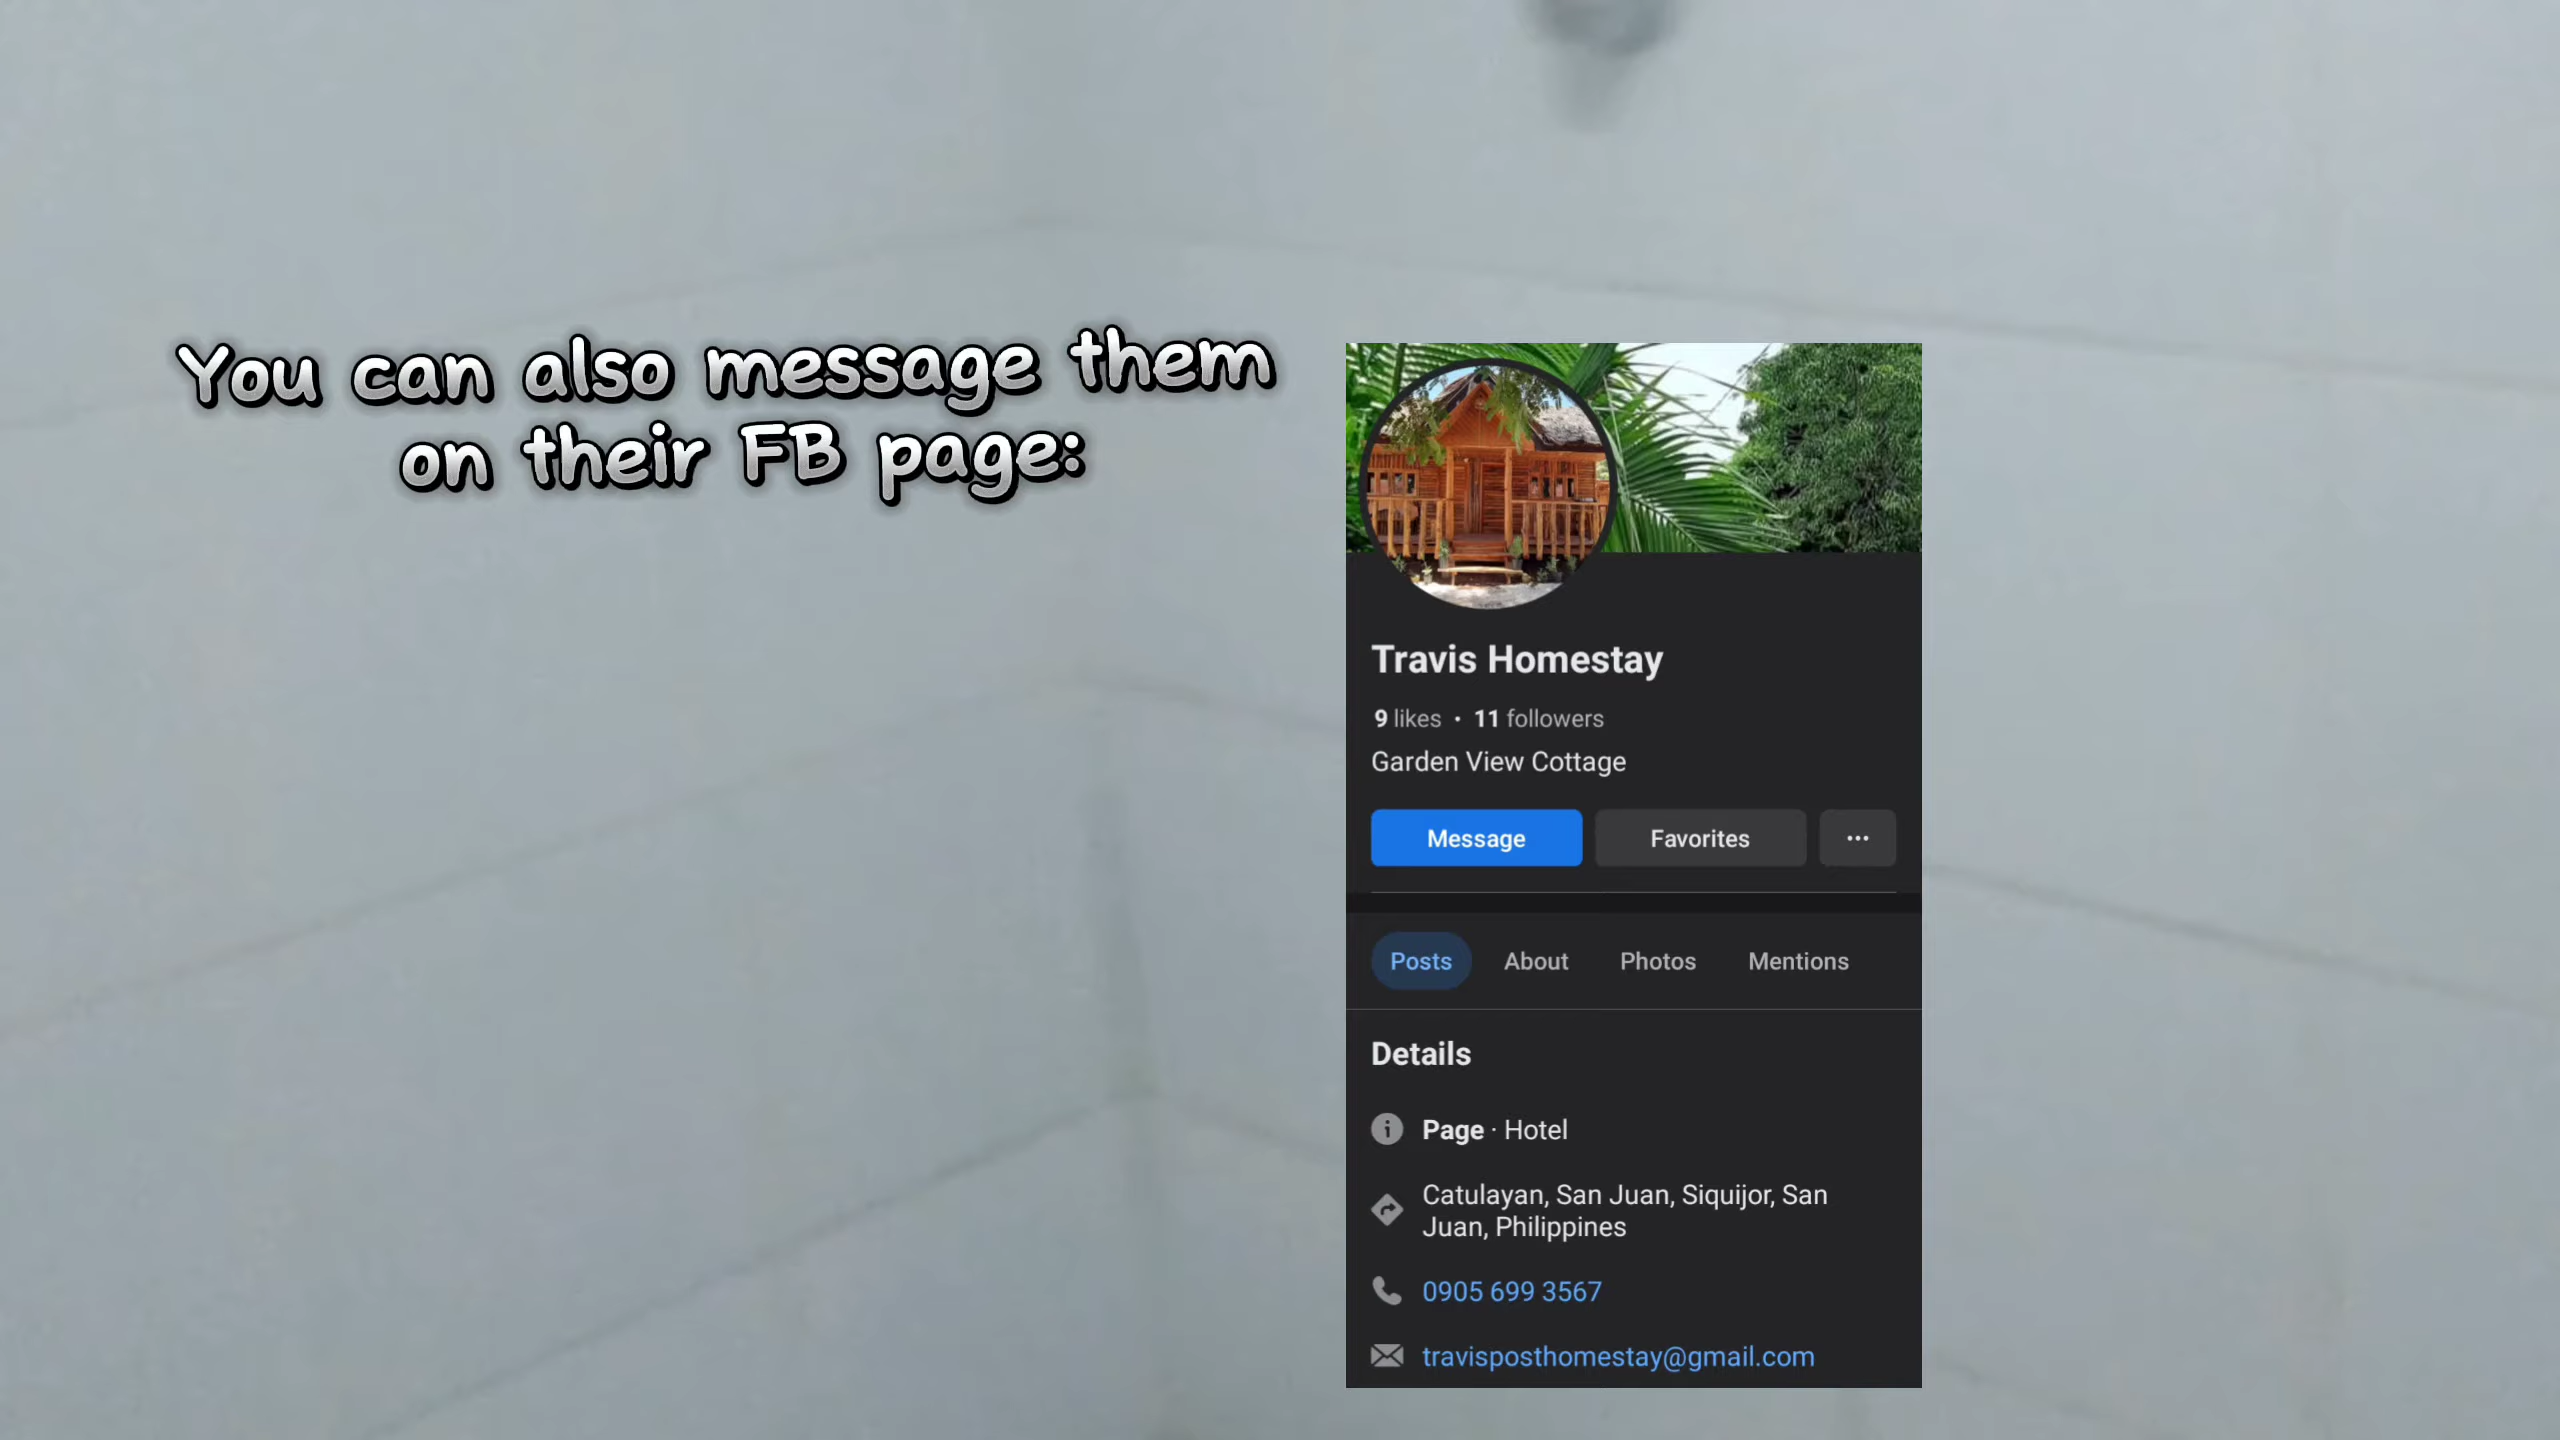 You can also message them
on their FB page:
Travis Homestay
9 likes • 11 followers
Garden View Cottage
Message Favorites ...
Posts About Photos Mentions
Details
Page · Hotel
Catulayan, San Juan, Siquijor, San
Juan, Philippines
0905 699 3567
travisposthomestay@gmail.com